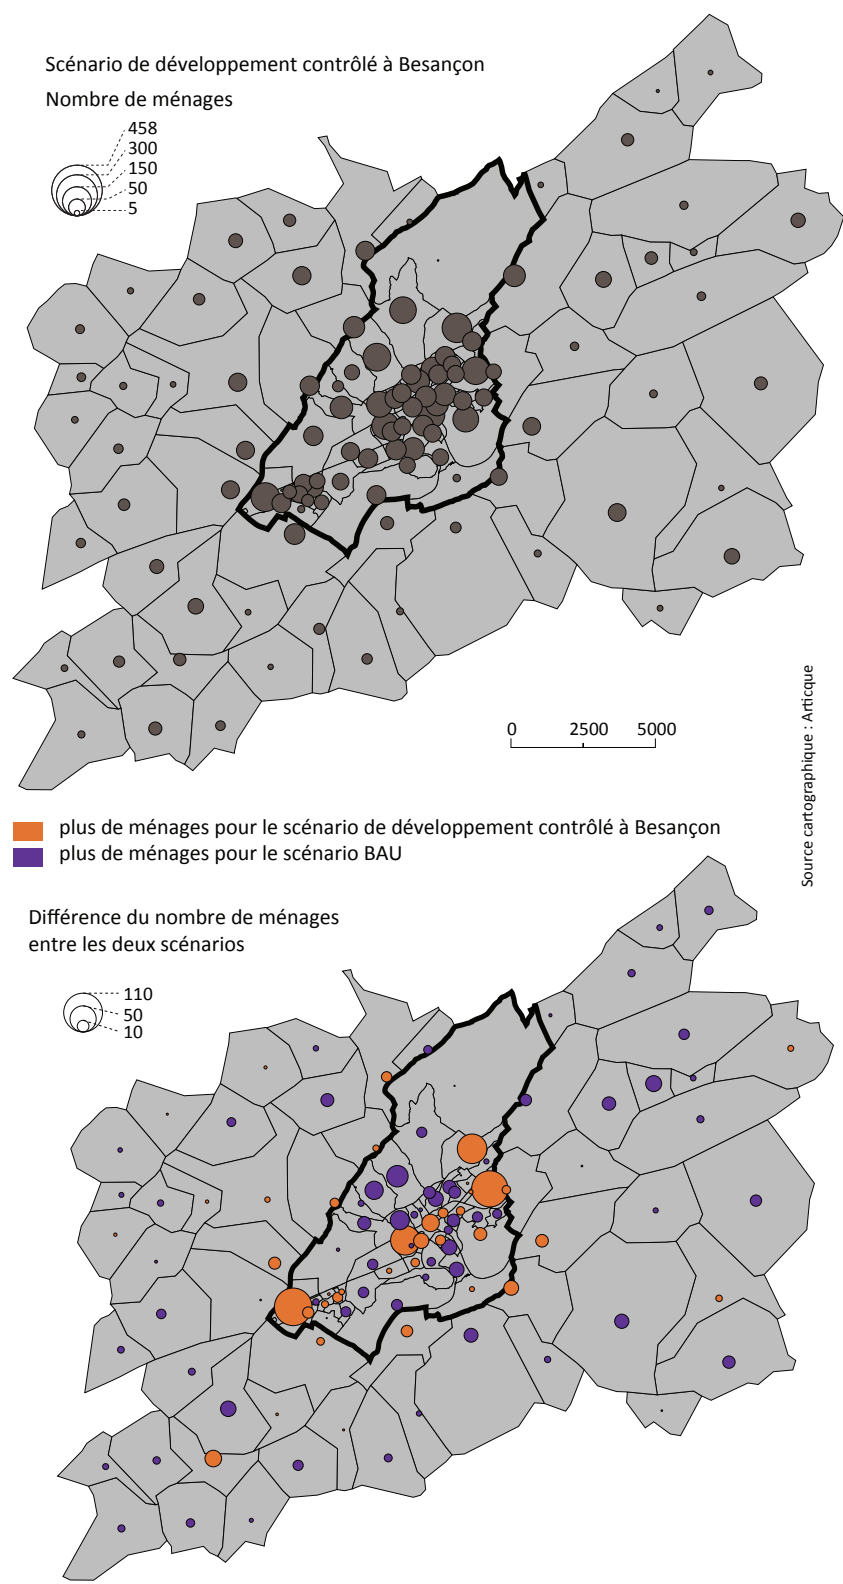 Scénario de développement contrôlé à Besançon
Nombre de ménages
458
300
150
50
5
0 2500 5000
Source cartographique : Articque
plus de ménages pour le scénario de développement contrôlé à Besançon
plus de ménages pour le scénario BAU
Différence du nombre de ménages
entre les deux scénarios
110
50
10